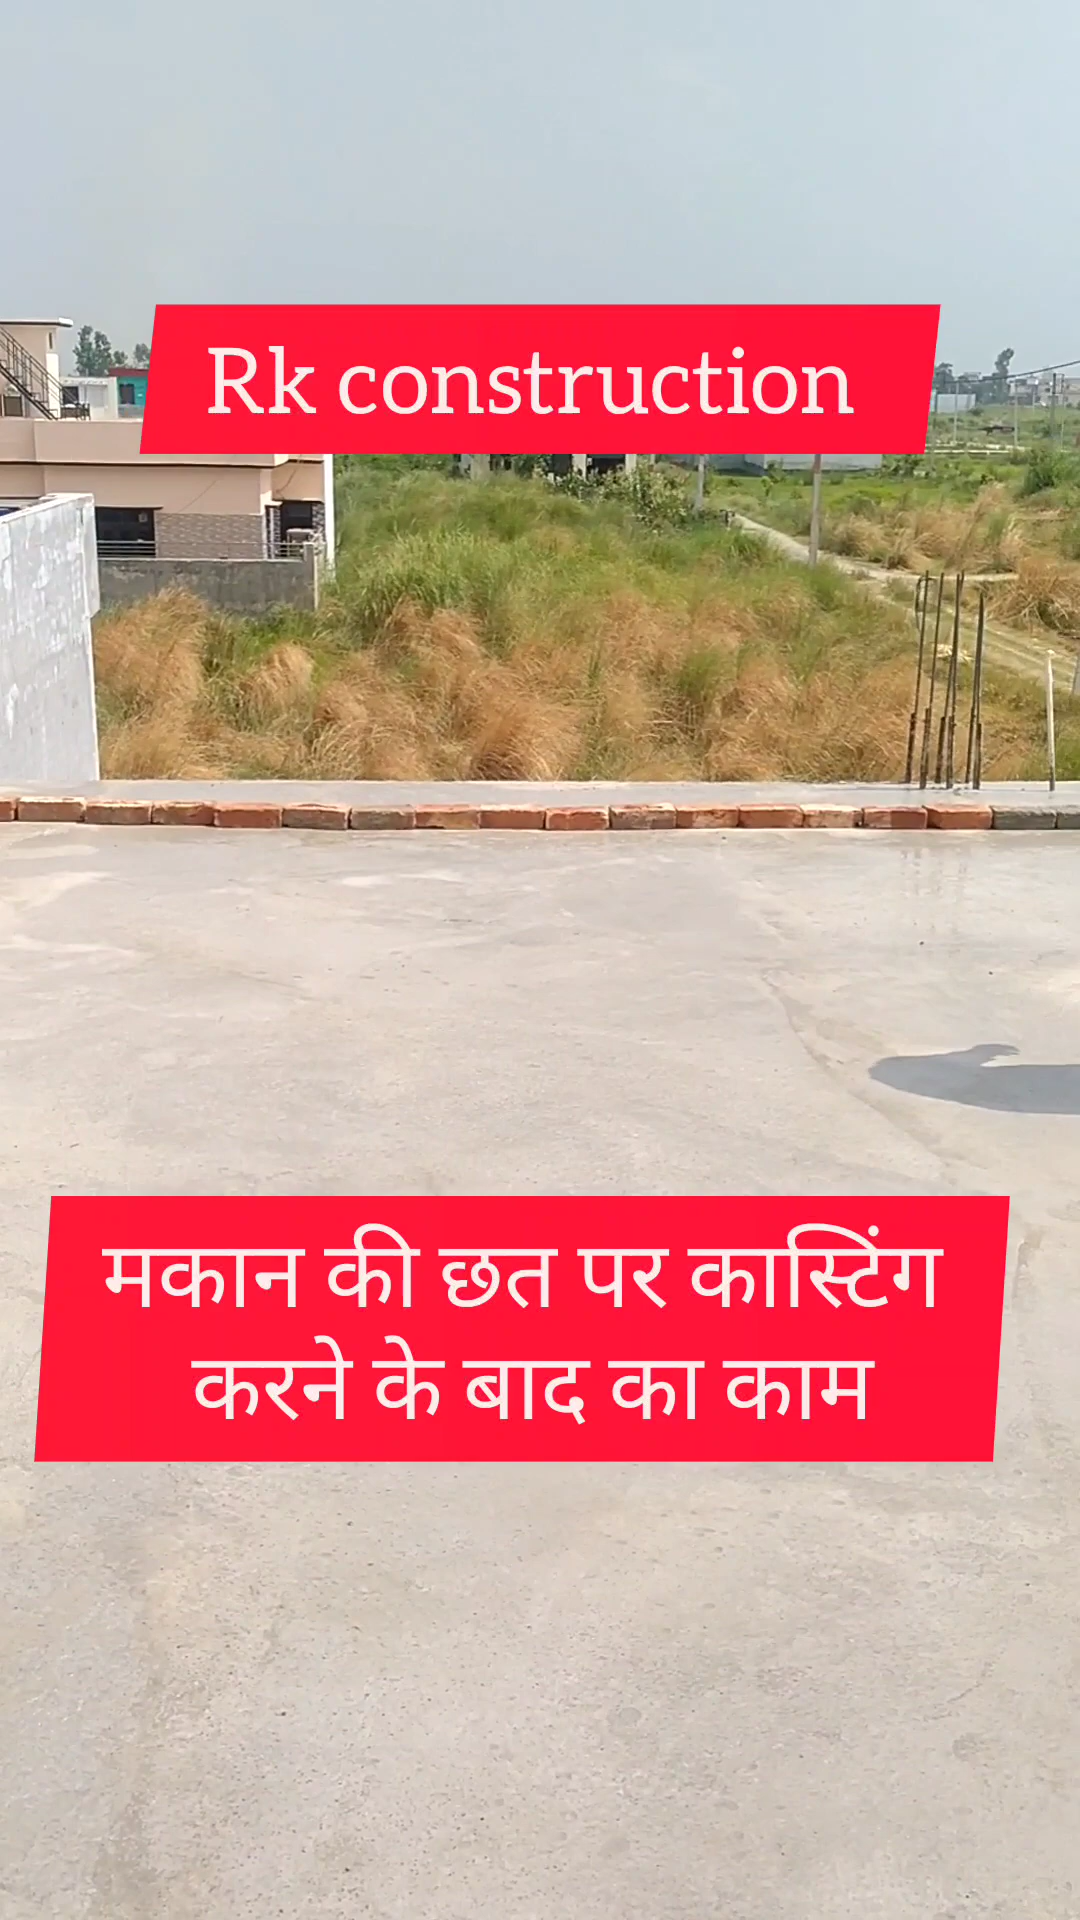 Rk construction
मकान की छत पर कास्टिंग
करने के बाद का काम